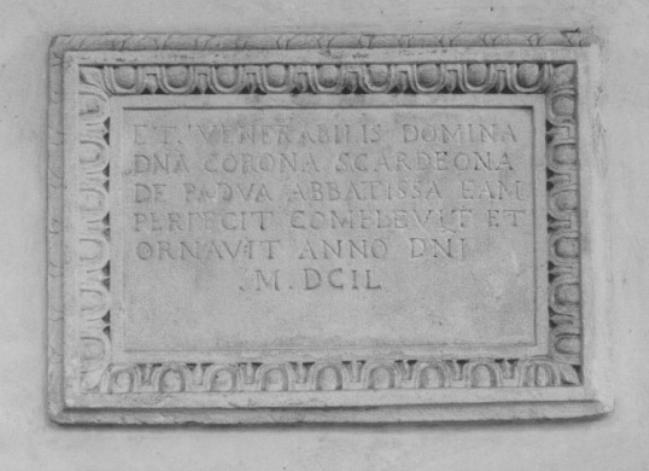 ET VENERABILIS DOMINA
DNA CORONA SCARDEONA
DE PADVA ABBATISSA EAM
PERFECIT COMPLEVIT ET
ORNAVIT ANNO DNI
.M.DCIL